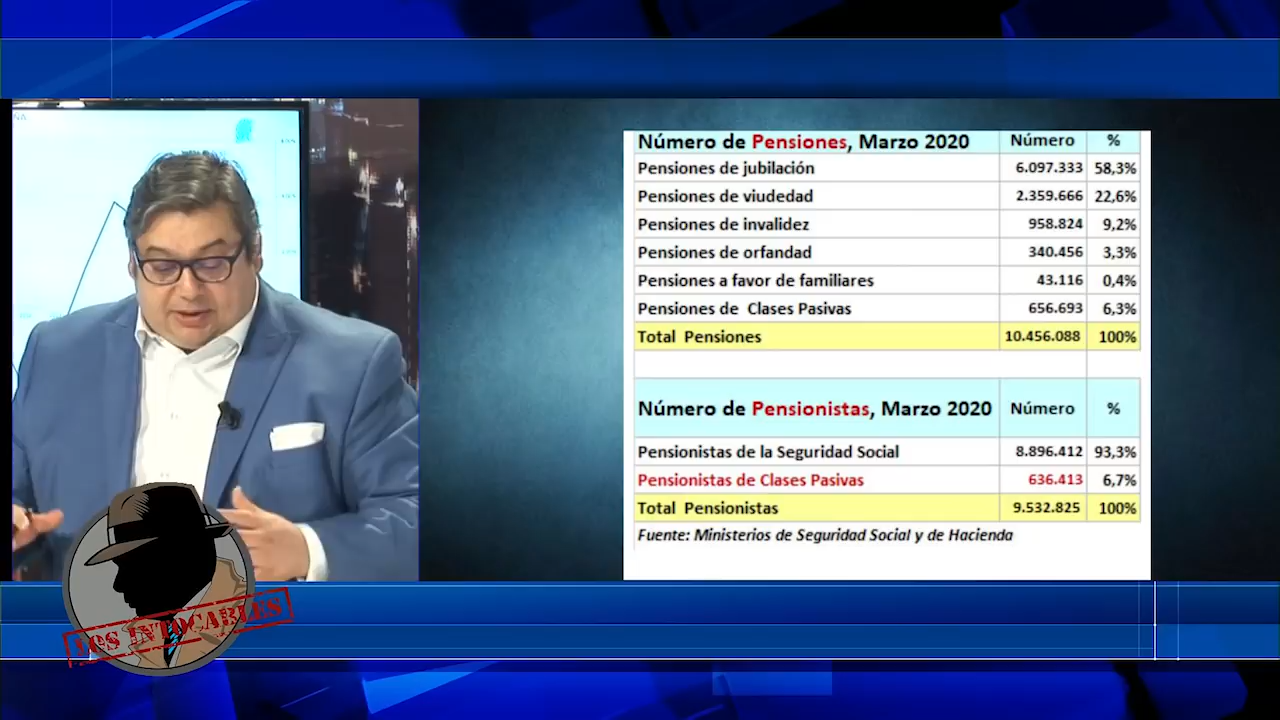 ÑA
Número de Pensiones, Marzo 2020 Número %
Pensiones de jubilación 6.097.333 58,3%
Pensiones de viudedad 2.359.666 22,6%
Pensiones de invalidez 958.824 9,2%
Pensiones de orfandad 340.456 3,3%
Pensiones a favor de familiares 43.116 0,4%
Pensiones de Clases Pasivas 656.693 6,3%
Total Pensiones 10.456.088 100%
Número de Pensionistas, Marzo 2020 Número %
Pensionistas de la Seguridad Social 8.896.412 93,3%
Pensionistas de Clases Pasivas 636.413 6,7%
Total Pensionistas 9.532.825 100%
Fuente: Ministerios de Seguridad Social y de Hacienda
LOS INTOCABLES